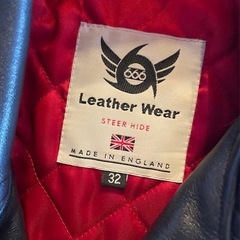 666
Leather Wear
STEER HIDE
MADE IN ENGLAND
32